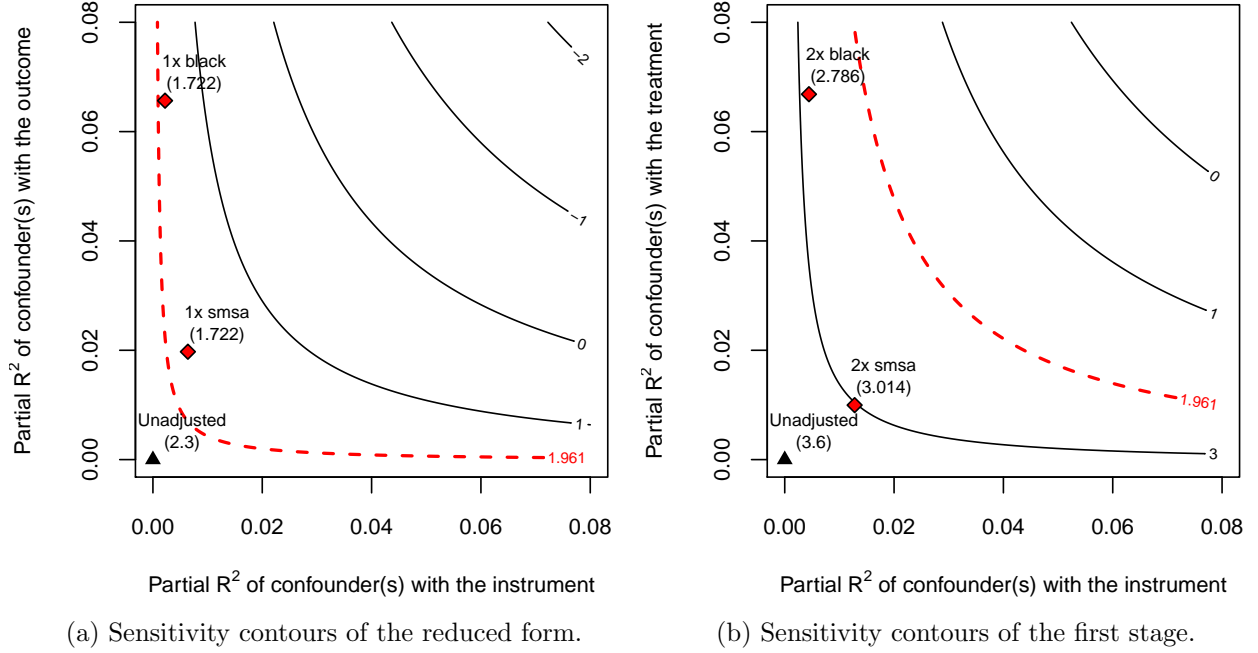 Partial R² of confounder(s) with the outcome
0.00 0.02 0.04 0.06 0.08
1x black
(1.722)
1x smsa
(1.722)
Unadjusted
(2.3)
−2
−1
0
1
1.961
0.00 0.02 0.04 0.06 0.08
Partial R² of confounder(s) with the instrument
(a) Sensitivity contours of the reduced form.
Partial R² of confounder(s) with the treatment
0.00 0.02 0.04 0.06 0.08
2x black
(2.786)
2x smsa
(3.014)
Unadjusted
(3.6)
0
1
1.961
3
0.00 0.02 0.04 0.06 0.08
Partial R² of confounder(s) with the instrument
(b) Sensitivity contours of the first stage.